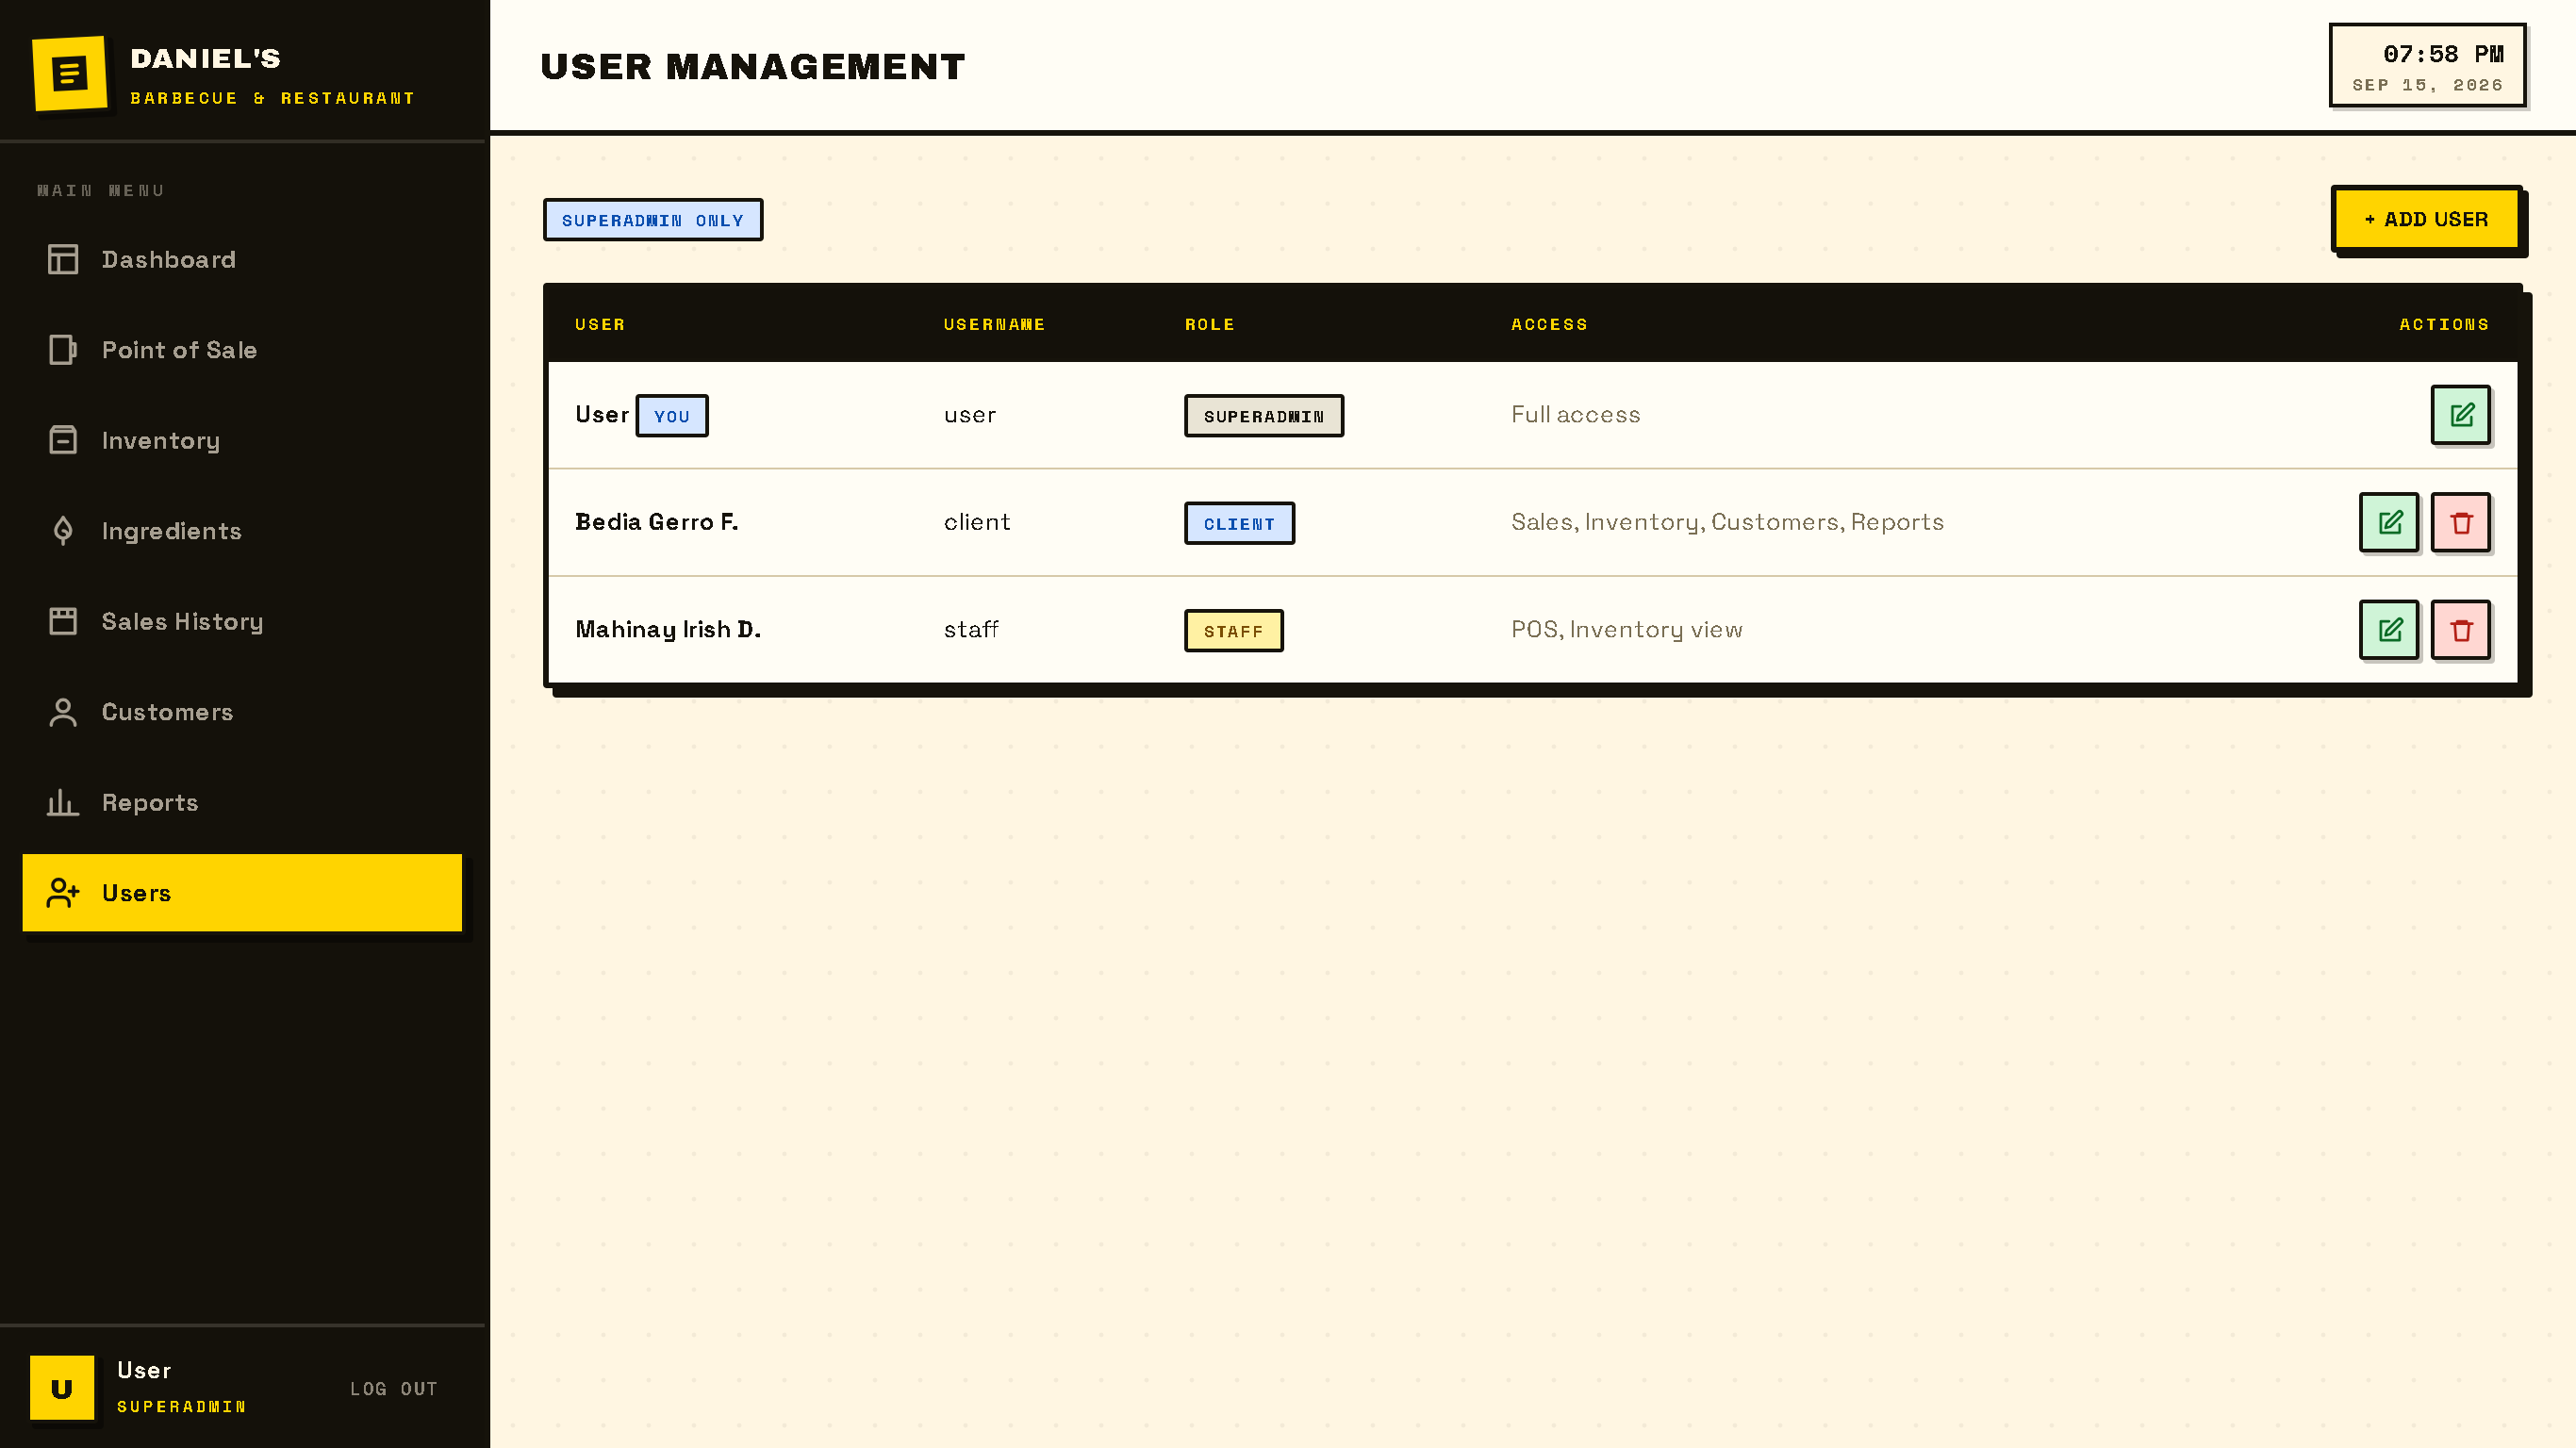 DANIEL'S
BARBECUE & RESTAURANT
MAIN MENU
Dashboard
Point of Sale
Inventory
Ingredients
Sales History
Customers
Reports
Users
U
User
SUPERADMIN
LOG OUT
USER MANAGEMENT
07:58 PM
SEP 15, 2026
SUPERADMIN ONLY
+ ADD USER
USER USERNAME ROLE ACCESS ACTIONS
User YOU user SUPERADMIN Full access
Bedia Gerro F. client CLIENT Sales, Inventory, Customers, Reports
Mahinay Irish D. staff STAFF POS, Inventory view